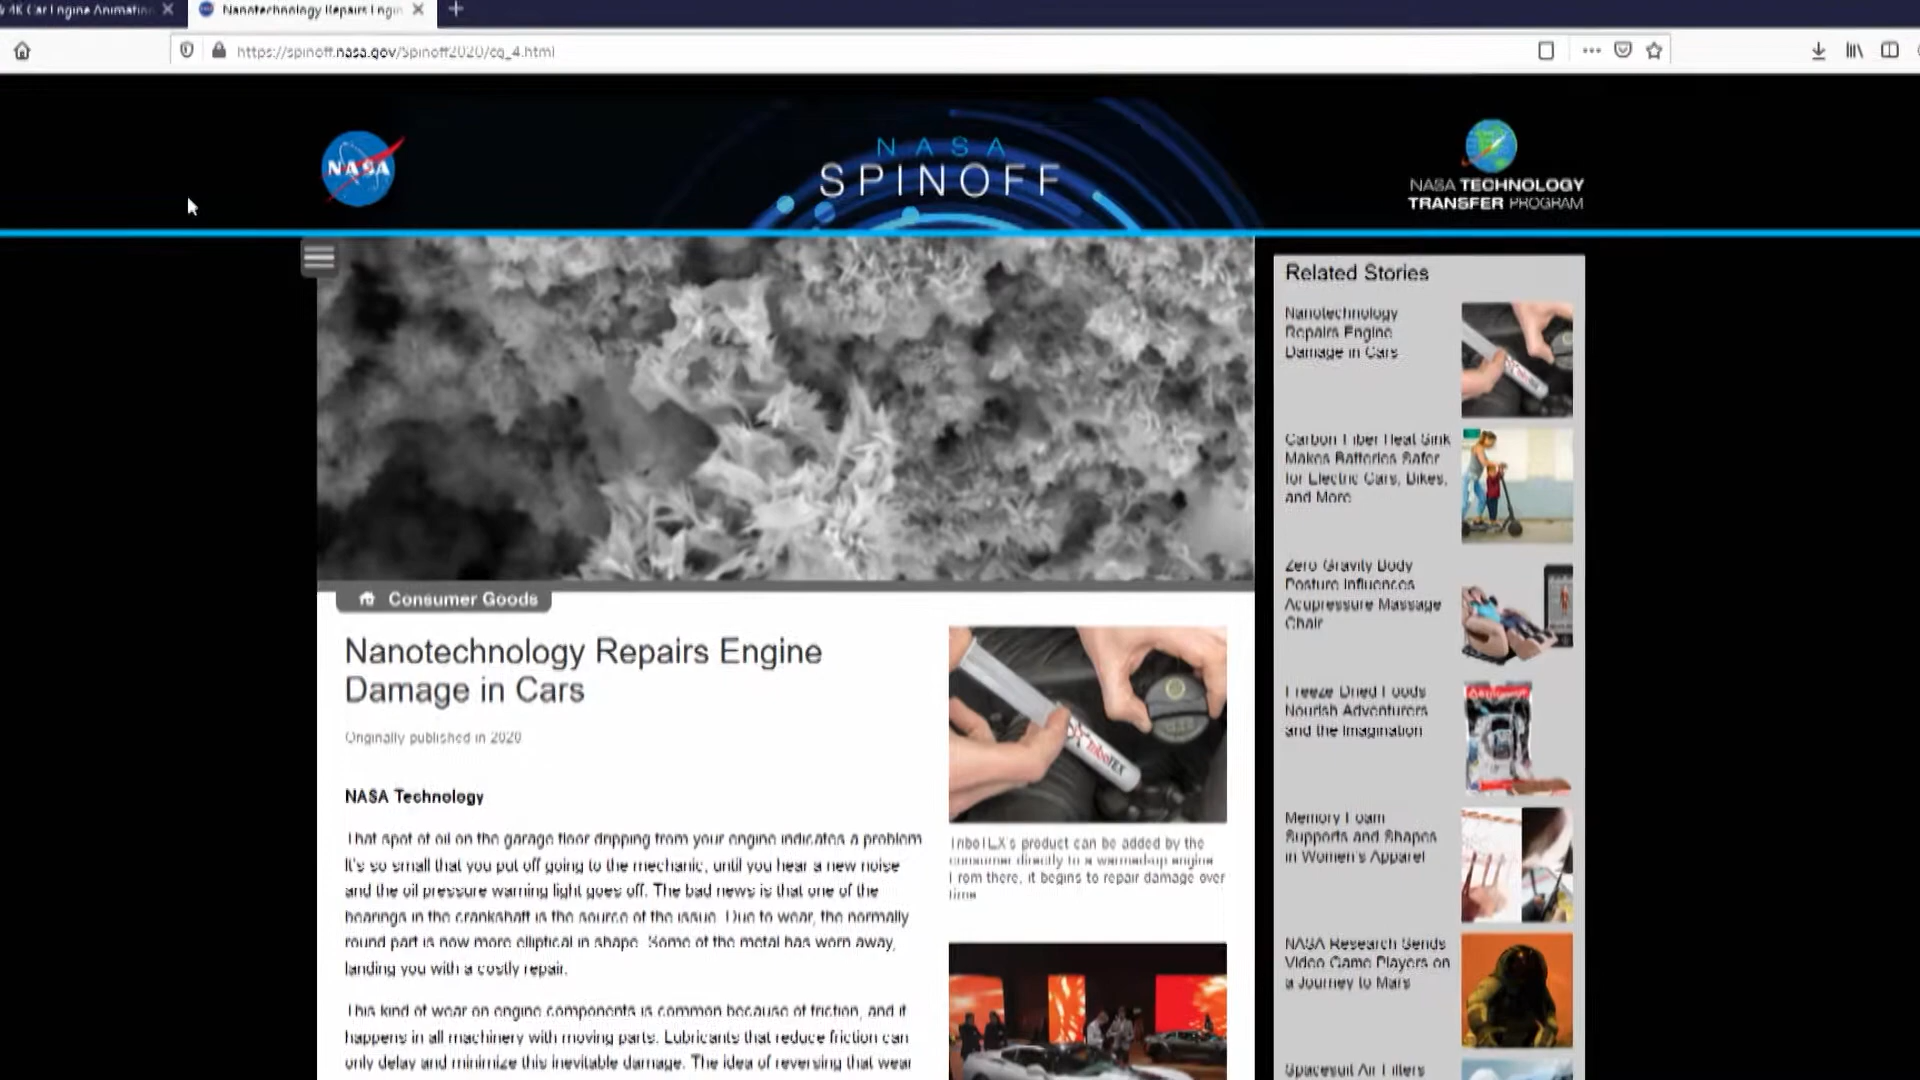 4K Car Engine Animation
Nanotechnology Repairs Engin
https://spinoff.nasa.gov/Spinoff2020/cg_4.html
NASA
NASA
SPINOFF
NASA TECHNOLOGY
TRANSFER PROGRAM
Related Stories
Nanotechnology
Repairs Engine
Damage in Cars
Carbon Fiber Heat Sink
Makes Batteries Safer
for Electric Cars, Bikes,
and More
Zero Gravity Body
Posture Influences
Acupressure Massage
Chair
Freeze Dried Foods
Nourish Adventurers
and the Imagination
Memory Foam
Supports and Shapes
in Women's Apparel
NASA Research Sends
Video Game Players on
a Journey to Mars
Spacesuit Air Filters
Consumer Goods
Nanotechnology Repairs Engine
Damage in Cars
Originally published in 2020
NASA Technology
That spot of oil on the garage floor dripping from your engine indicates a problem
It's so small that you put off going to the mechanic, until you hear a new noise
and the oil pressure warning light goes off. The bad news is that one of the
bearings in the crankshaft is the source of the issue. Due to wear, the normally
round part is now more elliptical in shape. Some of the metal has worn away,
landing you with a costly repair.
This kind of wear on engine components is common because of friction, and it
happens in all machinery with moving parts. Lubricants that reduce friction can
only delay and minimize this inevitable damage. The idea of reversing that wear
TriboTEX
TriboTEX's product can be added by the
consumer directly to a warmed-up engine
From there, it begins to repair damage over
time